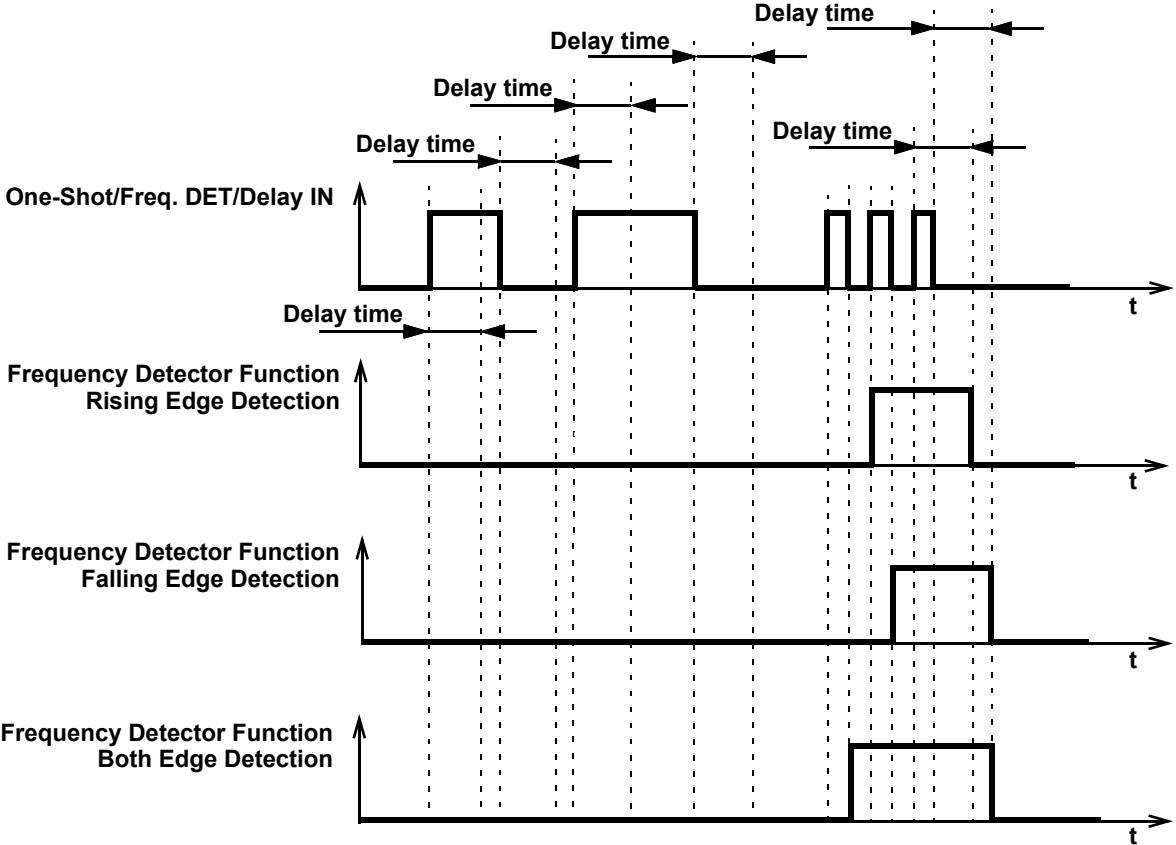 Delay time
Delay time
Delay time
Delay time
Delay time
One-Shot/Freq. DET/Delay IN
t
Delay time
Frequency Detector Function
Rising Edge Detection
t
Frequency Detector Function
Falling Edge Detection
t
Frequency Detector Function
Both Edge Detection
t